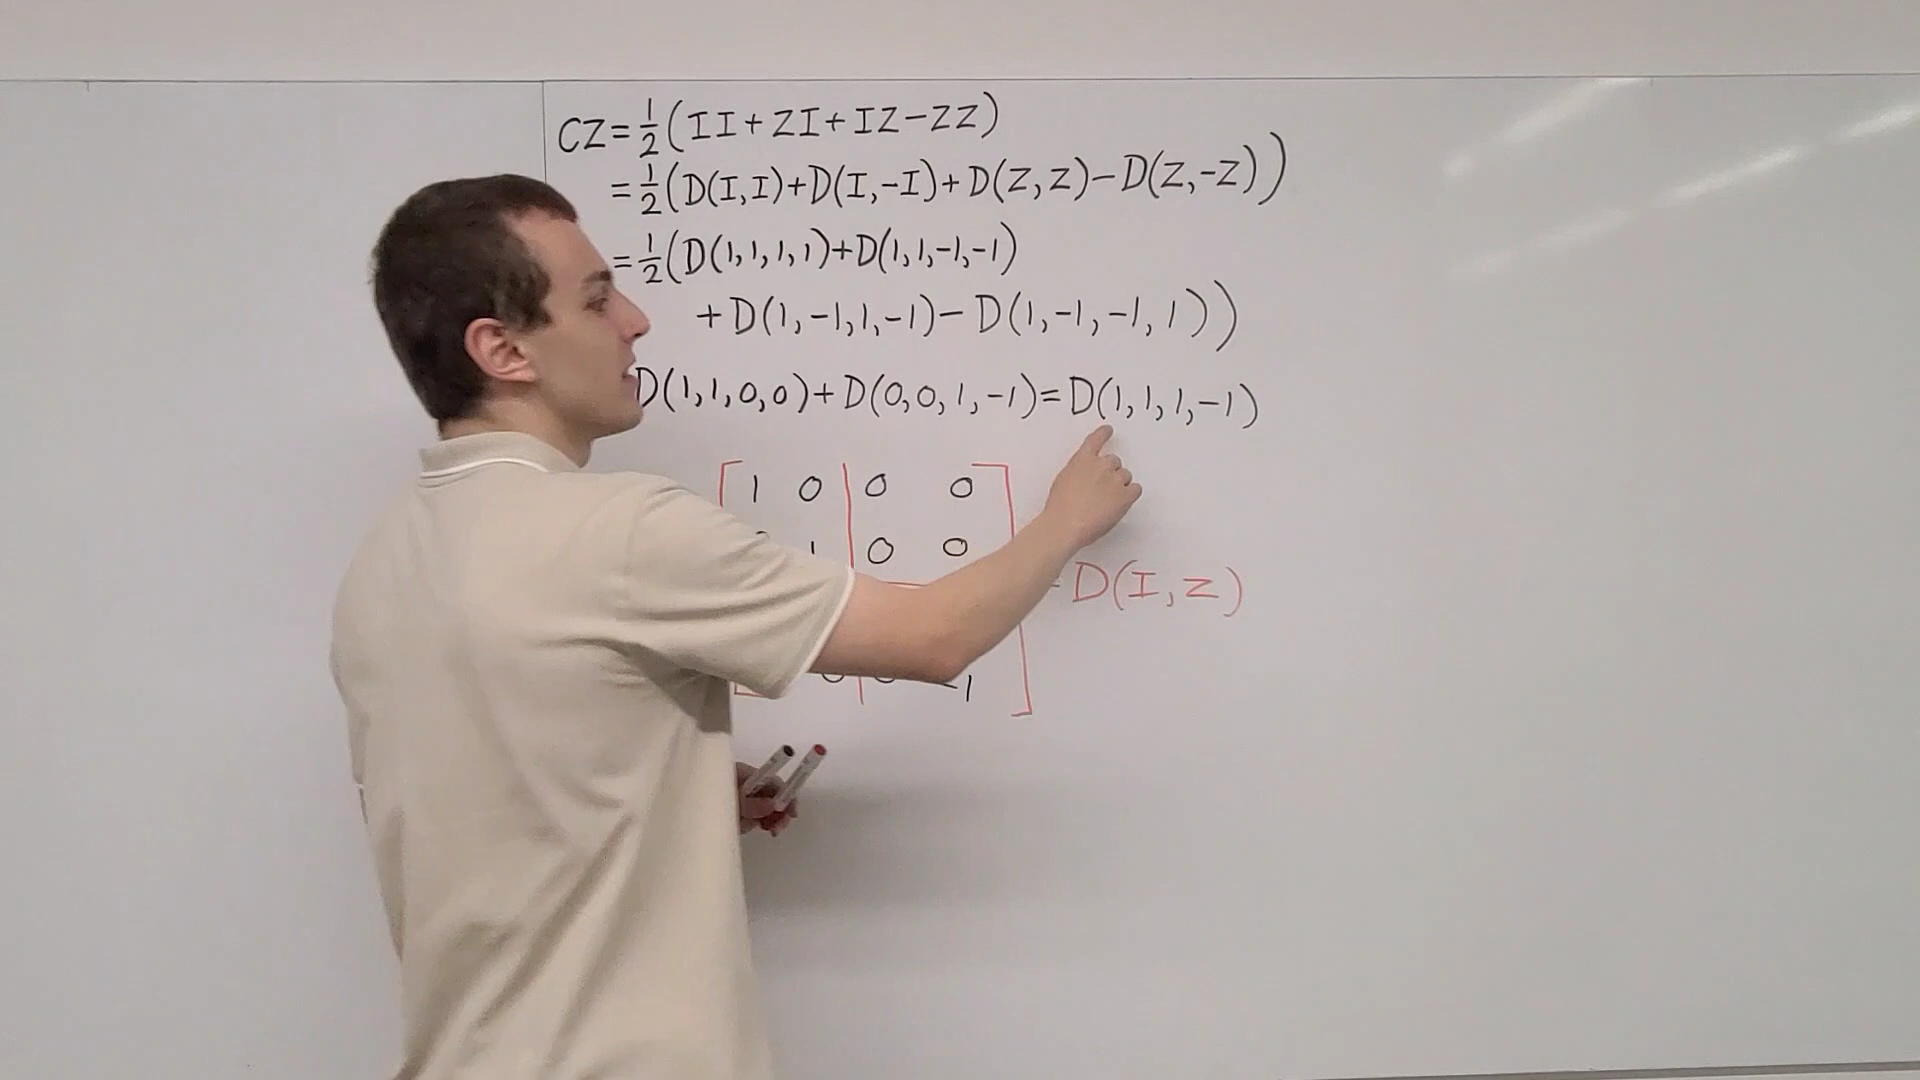 CZ=½(II+ZI+IZ-ZZ)
=½(D(I,I)+D(I,-I)+D(Z,Z)-D(Z,-Z))
=½(D(1,1,1,1)+D(1,1,-1,-1)
+D(1,-1,1,-1)-D(1,-1,-1,1))
D(1,1,0,0)+D(0,0,1,-1)=D(1,1,1,-1)
1 0 0 0
1 0 0
=D(I,Z)
-1